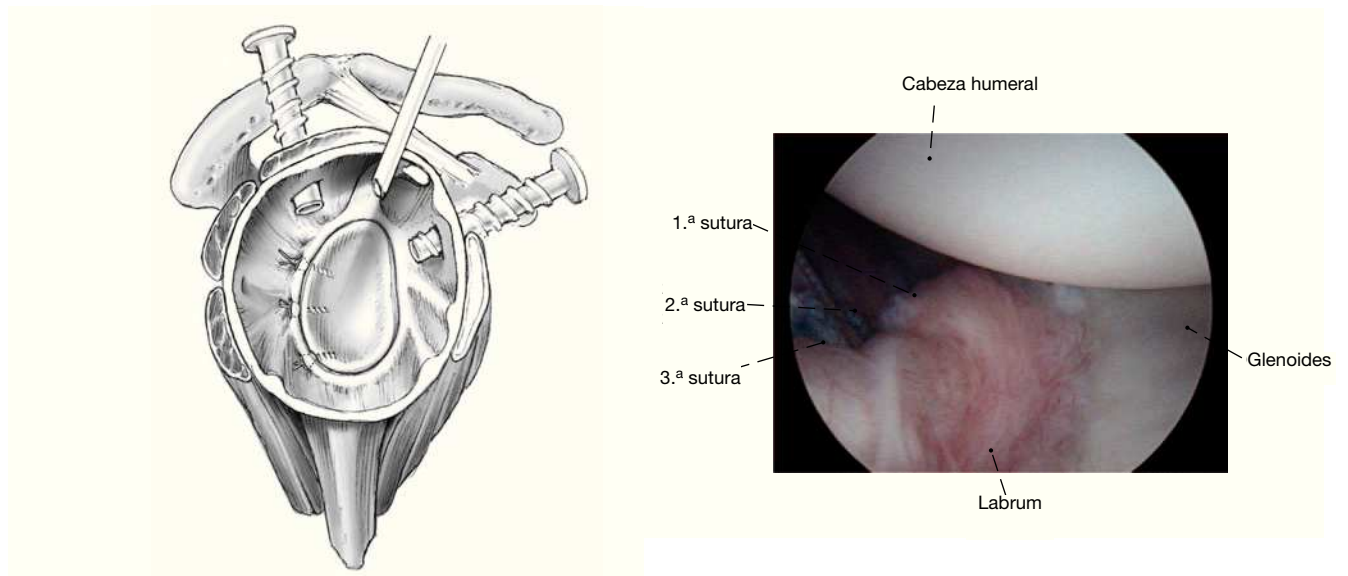 Cabeza humeral
1.ª sutura
2.ª sutura
3.ª sutura
Glenoides
Labrum